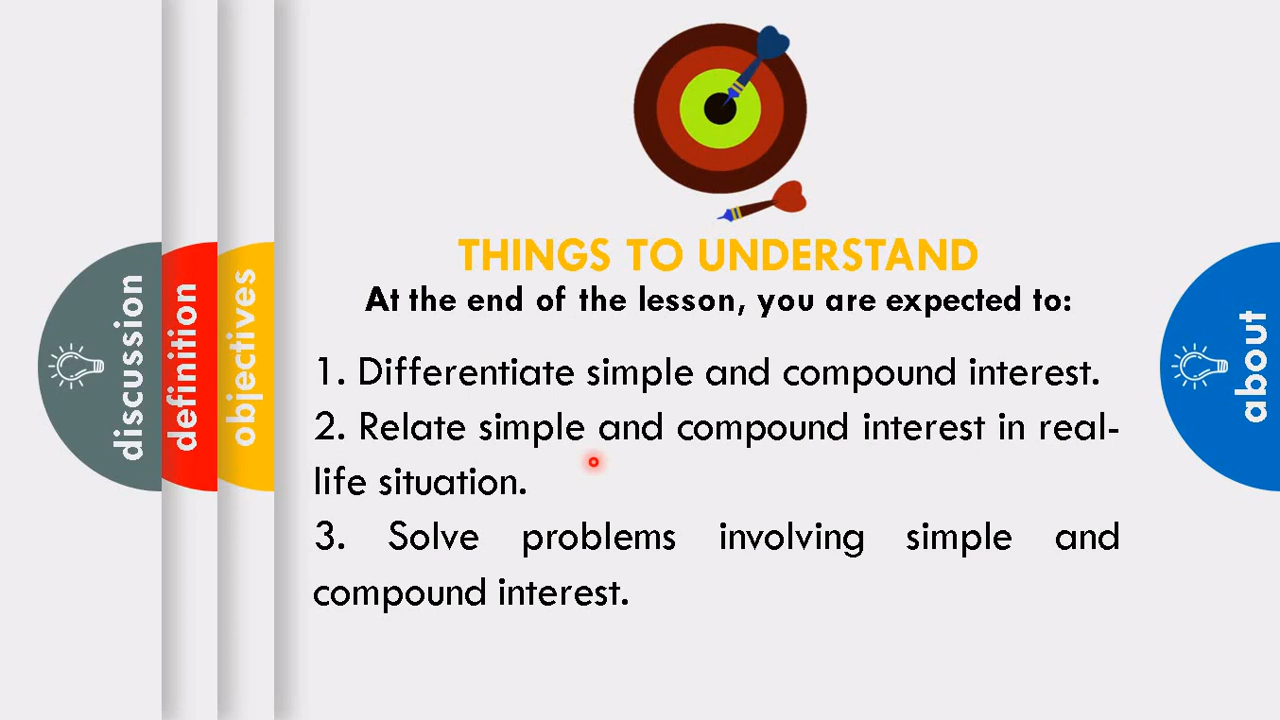 discussion
definition
objectives
THINGS TO UNDERSTAND
At the end of the lesson, you are expected to:
1. Differentiate simple and compound interest.
2. Relate simple and compound interest in real-
life situation.
3. Solve problems involving simple and
compound interest.
about